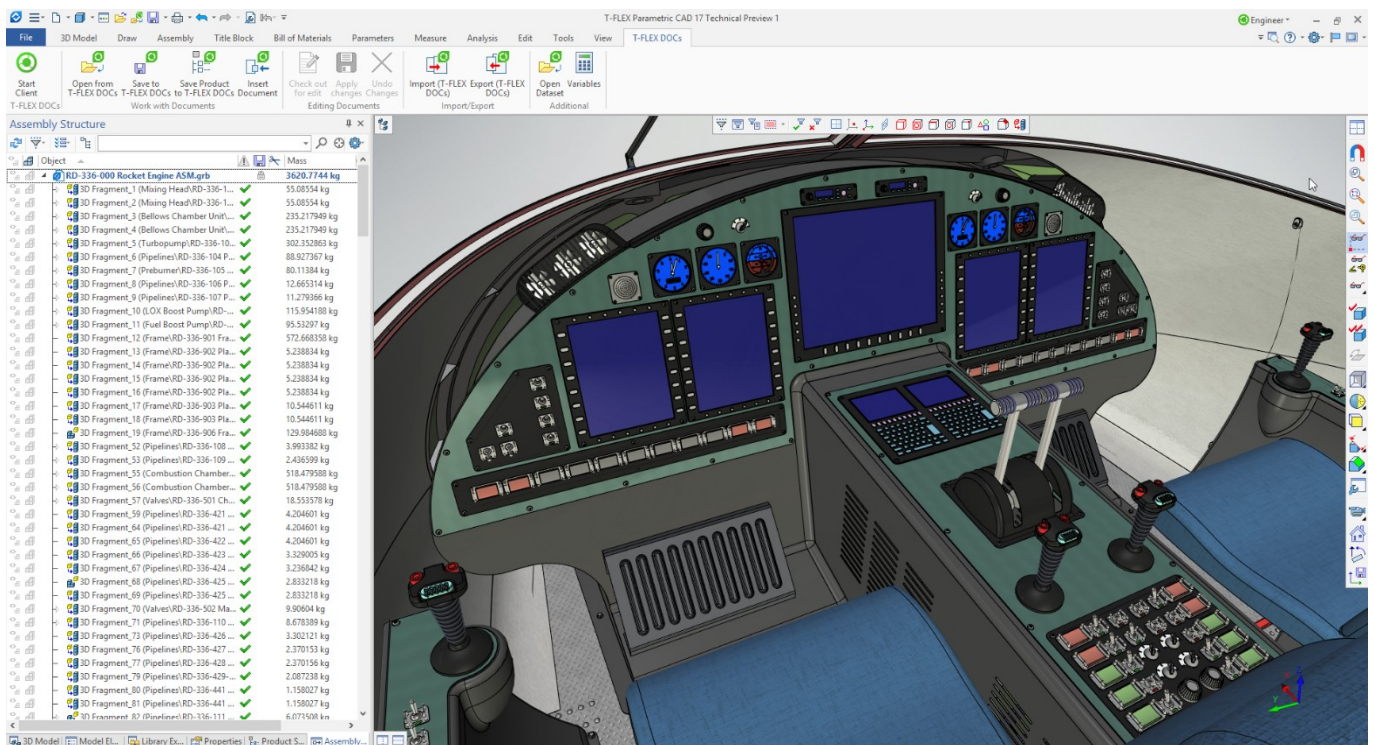 T-FLEX Parametric CAD 17 Technical Preview 1
Engineer
File 3D Model Draw Assembly Title Block Bill of Materials Parameters Measure Analysis Edit Tools View T-FLEX DOCs
Start Client
Open from T-FLEX DOCs
Save to T-FLEX DOCs
Save Product to T-FLEX DOCs
Insert Document
Check out for edit
Apply changes
Undo Changes
Import (T-FLEX DOCs)
Export (T-FLEX DOCs)
Open Dataset
Variables
T-FLEX DOCs Work with Documents Editing Documents Import/Export Additional
Assembly Structure
Object Mass
RD-336-000 Rocket Engine ASM.grb 3620.7744 kg
3D Fragment_1 (Mixing Head\RD-336-1... 55.08554 kg
3D Fragment_2 (Mixing Head\RD-336-1... 55.08554 kg
3D Fragment_3 (Bellows Chamber Unit\... 235.217949 kg
3D Fragment_4 (Bellows Chamber Unit\... 235.217949 kg
3D Fragment_5 (Turbopump\RD-336-10... 302.352863 kg
3D Fragment_6 (Pipelines\RD-336-104 P... 88.927367 kg
3D Fragment_7 (Preburner\RD-336-105 ... 80.11384 kg
3D Fragment_8 (Pipelines\RD-336-106 P... 12.665314 kg
3D Fragment_9 (Pipelines\RD-336-107 P... 11.279366 kg
3D Fragment_10 (LOX Boost Pump\RD-... 115.954188 kg
3D Fragment_11 (Fuel Boost Pump\RD-... 95.53297 kg
3D Fragment_12 (Frame\RD-336-901 Fra... 572.668358 kg
3D Fragment_13 (Frame\RD-336-902 Pla... 5.238834 kg
3D Fragment_14 (Frame\RD-336-902 Pla... 5.238834 kg
3D Fragment_15 (Frame\RD-336-902 Pla... 5.238834 kg
3D Fragment_16 (Frame\RD-336-902 Pla... 5.238834 kg
3D Fragment_17 (Frame\RD-336-903 Pla... 10.544611 kg
3D Fragment_18 (Frame\RD-336-903 Pla... 10.544611 kg
3D Fragment_19 (Frame\RD-336-906 Fra... 129.984688 kg
3D Fragment_52 (Pipelines\RD-336-108 ... 3.993382 kg
3D Fragment_53 (Pipelines\RD-336-109 ... 2.436599 kg
3D Fragment_55 (Combustion Chamber... 518.479588 kg
3D Fragment_56 (Combustion Chamber... 518.479588 kg
3D Fragment_57 (Valves\RD-336-501 Ch... 18.553578 kg
3D Fragment_59 (Pipelines\RD-336-421 ... 4.204601 kg
3D Fragment_64 (Pipelines\RD-336-421 ... 4.204601 kg
3D Fragment_65 (Pipelines\RD-336-422 ... 4.204601 kg
3D Fragment_66 (Pipelines\RD-336-423 ... 3.329005 kg
3D Fragment_67 (Pipelines\RD-336-424 ... 3.236842 kg
3D Fragment_68 (Pipelines\RD-336-425 ... 2.833218 kg
3D Fragment_69 (Pipelines\RD-336-425 ... 2.833218 kg
3D Fragment_70 (Valves\RD-336-502 Ma... 9.90604 kg
3D Fragment_71 (Pipelines\RD-336-110 ... 8.678389 kg
3D Fragment_73 (Pipelines\RD-336-426 ... 3.302121 kg
3D Fragment_76 (Pipelines\RD-336-427 ... 2.370153 kg
3D Fragment_77 (Pipelines\RD-336-428 ... 2.370156 kg
3D Fragment_79 (Pipelines\RD-336-429-... 2.087238 kg
3D Fragment_80 (Pipelines\RD-336-441 ... 1.158027 kg
3D Fragment_81 (Pipelines\RD-336-441 ... 1.158027 kg
3D Fragment_82 (Pipelines\RD-336-111 ... 6.073508 kg
3D Model Model El... Library Ex... Properties Product S... Assembly...